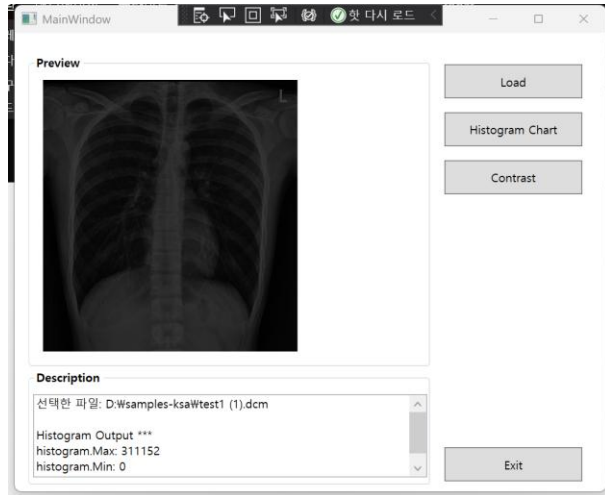 MainWindow
핫 다시 로드
Preview
L
Load
Histogram Chart
Contrast
Description
선택한 파일: D:₩samples-ksa₩test1 (1).dcm
Histogram Output ***
histogram.Max: 311152
histogram.Min: 0
Exit